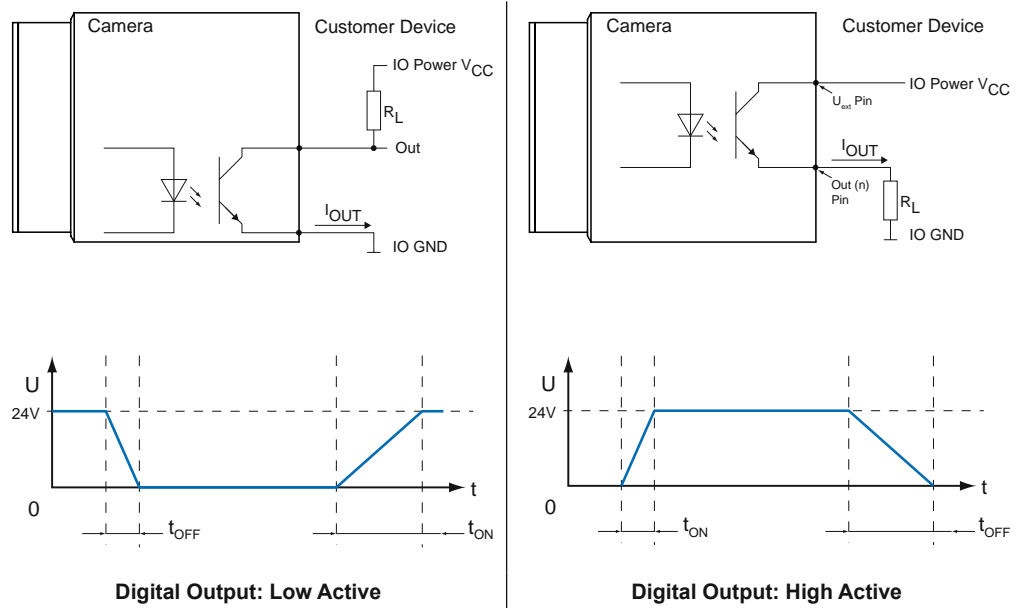 Camera
Customer Device
IO Power VCC
RL
Out
IOUT
IO GND
U
24V
0
t
tOFF
tON
Digital Output: Low Active
Camera
Customer Device
IO Power VCC
Uext Pin
IOUT
Out (n)
Pin
RL
IO GND
U
24V
0
t
tON
tOFF
Digital Output: High Active